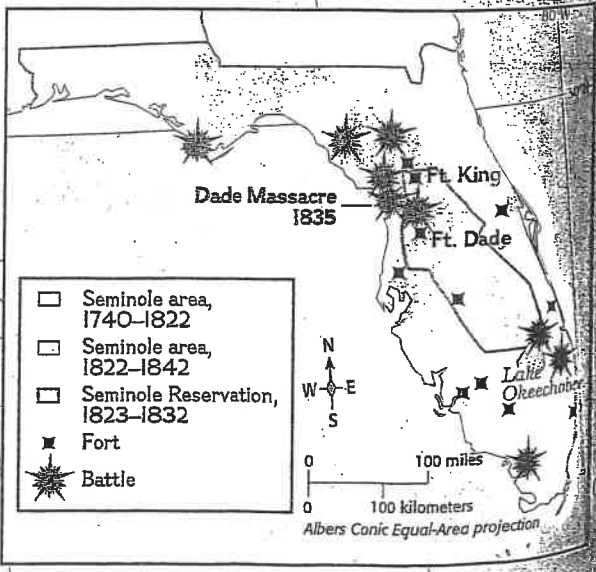 80°W
Ft. King
Dade Massacre
1835
Ft. Dade
Seminole area,
1740–1822
Seminole area,
1822–1842
Seminole Reservation,
1823–1832
Fort
Battle
N
W E
S
Lake
Okeechobee
0 100 miles
0 100 kilometers
Albers Conic Equal-Area projection